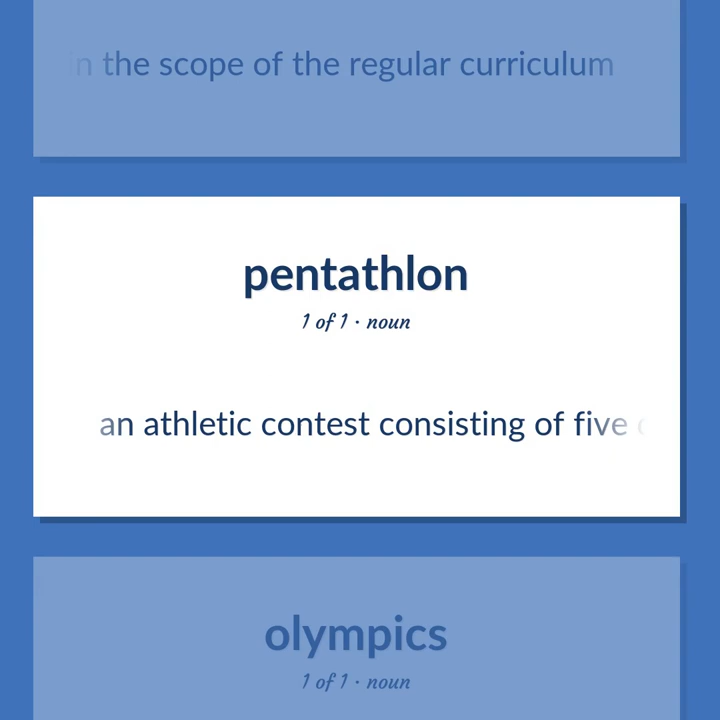 in the scope of the regular curriculum
pentathlon
1 of 1 · noun
an athletic contest consisting of five
olympics
1 of 1 · noun